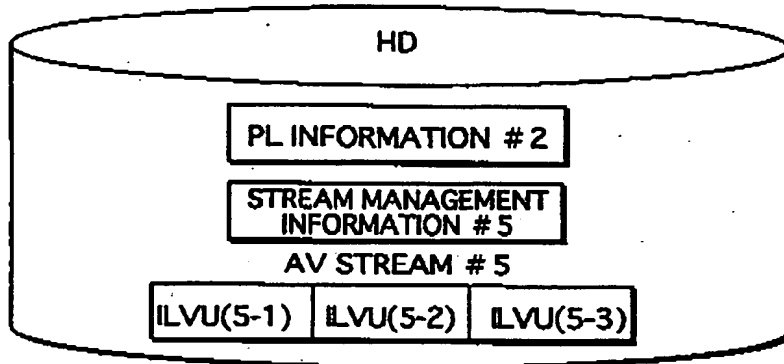 HD
PL INFORMATION #2
STREAM MANAGEMENT
INFORMATION #5
AV STREAM #5
ILVU(5-1) ILVU(5-2) ILVU(5-3)